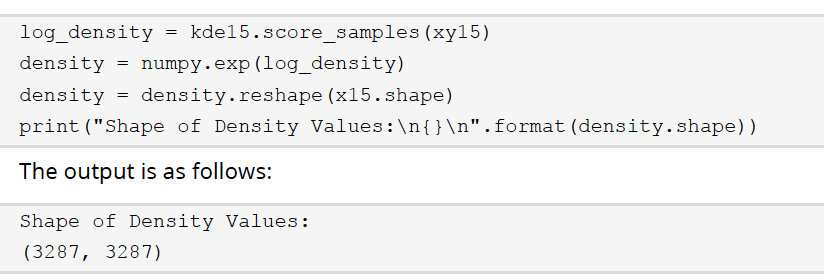 log_density = kde15.score_samples(xy15)
density = numpy.exp(log_density)
density = density.reshape(x15.shape)
print("Shape of Density Values:\n{}\n".format(density.shape))
The output is as follows:
Shape of Density Values:
(3287, 3287)